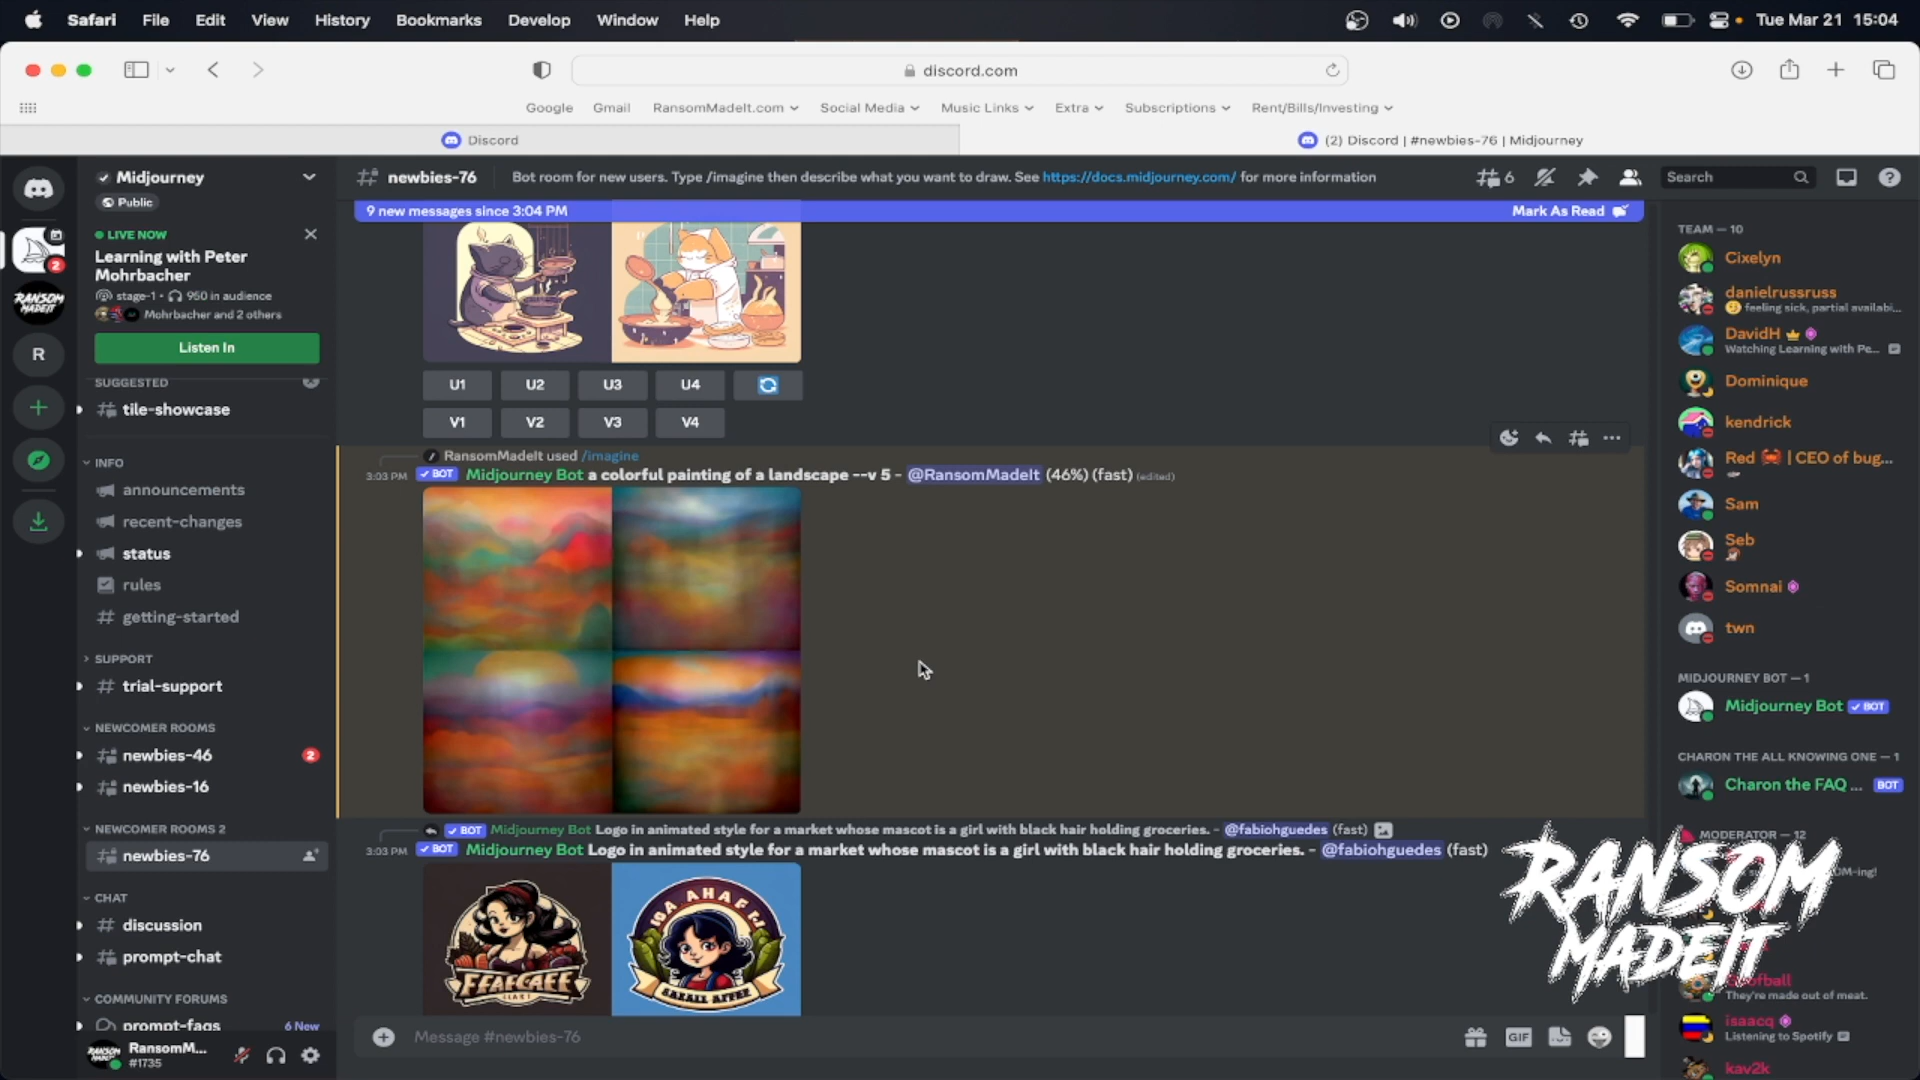 Safari File Edit View History Bookmarks Develop Window Help Tue Mar 21 15:04
discord.com
Google Gmail RansomMadeIt.com Social Media Music Links Extra Subscriptions Rent/Bills/Investing
Discord (2) Discord | #newbies-76 | Midjourney
Midjourney
Public
LIVE NOW
Learning with Peter
Mohrbacher
stage-1 • 950 in audience
Mohrbacher and 2 others
Listen In
SUGGESTED
tile-showcase
INFO
announcements
recent-changes
status
rules
getting-started
SUPPORT
trial-support
NEWCOMER ROOMS
newbies-46 2
newbies-16
NEWCOMER ROOMS 2
newbies-76
CHAT
discussion
prompt-chat
COMMUNITY FORUMS
prompt-faqs 6 New
RansomM...
#1735
2
RANSOM
MADEIT
R
newbies-76 Bot room for new users. Type /imagine then describe what you want to draw. See https://docs.midjourney.com/ for more information
6
Search
9 new messages since 3:04 PM Mark As Read
U1 U2 U3 U4
V1 V2 V3 V4
RansomMadeIt used /imagine
3:03 PM BOT Midjourney Bot a colorful painting of a landscape --v 5 - @RansomMadeIt (46%) (fast) (edited)
BOT Midjourney Bot Logo in animated style for a market whose mascot is a girl with black hair holding groceries. - @fabiohguedes (fast)
3:03 PM BOT Midjourney Bot Logo in animated style for a market whose mascot is a girl with black hair holding groceries. - @fabiohguedes (fast)
Message #newbies-76
GIF
TEAM — 10
Cixelyn
danielrussruss
feeling sick, partial availabi...
DavidH
Watching Learning with Pe...
Dominique
kendrick
Red | CEO of bug...
Sam
Seb
Somnai
twn
MIDJOURNEY BOT — 1
Midjourney Bot BOT
CHARON THE ALL KNOWING ONE — 1
Charon the FAQ ... BOT
MODERATOR — 12
OM-ing!
They're made out of meat.
isaacq
Listening to Spotify
kav2k
RANSOM
MADEIT